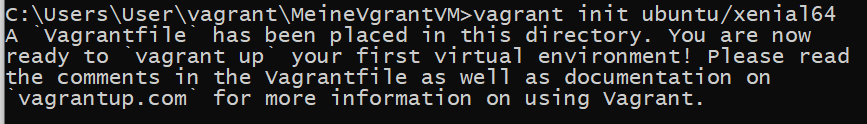 C:\Users\User\vagrant\MeineVgrantVM>vagrant init ubuntu/xenial64
A `Vagrantfile` has been placed in this directory. You are now
ready to `vagrant up` your first virtual environment! Please read
the comments in the Vagrantfile as well as documentation on
`vagrantup.com` for more information on using Vagrant.